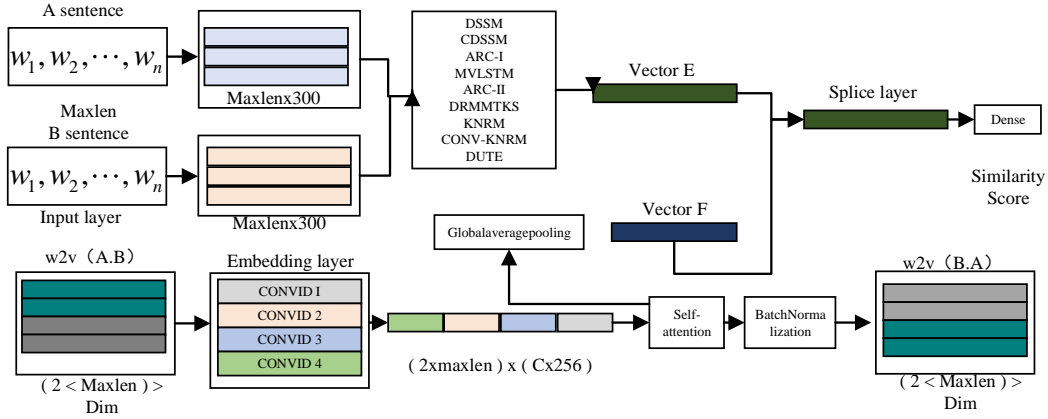 A sentence
w1, w2, ⋯, wn
Maxlenx300
Maxlen
B sentence
w1, w2, ⋯, wn
Input layer
Maxlenx300
DSSM
CDSSM
ARC-I
MVLSTM
ARC-II
DRMMTKS
KNRM
CONV-KNRM
DUTE
Vector E
Splice layer
Dense
Similarity
Score
Vector F
Globalaveragepooling
w2v（A.B）
Embedding layer
CONVID I
CONVID 2
CONVID 3
CONVID 4
( 2xmaxlen ) x ( Cx256 )
Self-
attention
BatchNorma
lization
w2v（B.A）
( 2 < Maxlen ) >
Dim
( 2 < Maxlen ) >
Dim